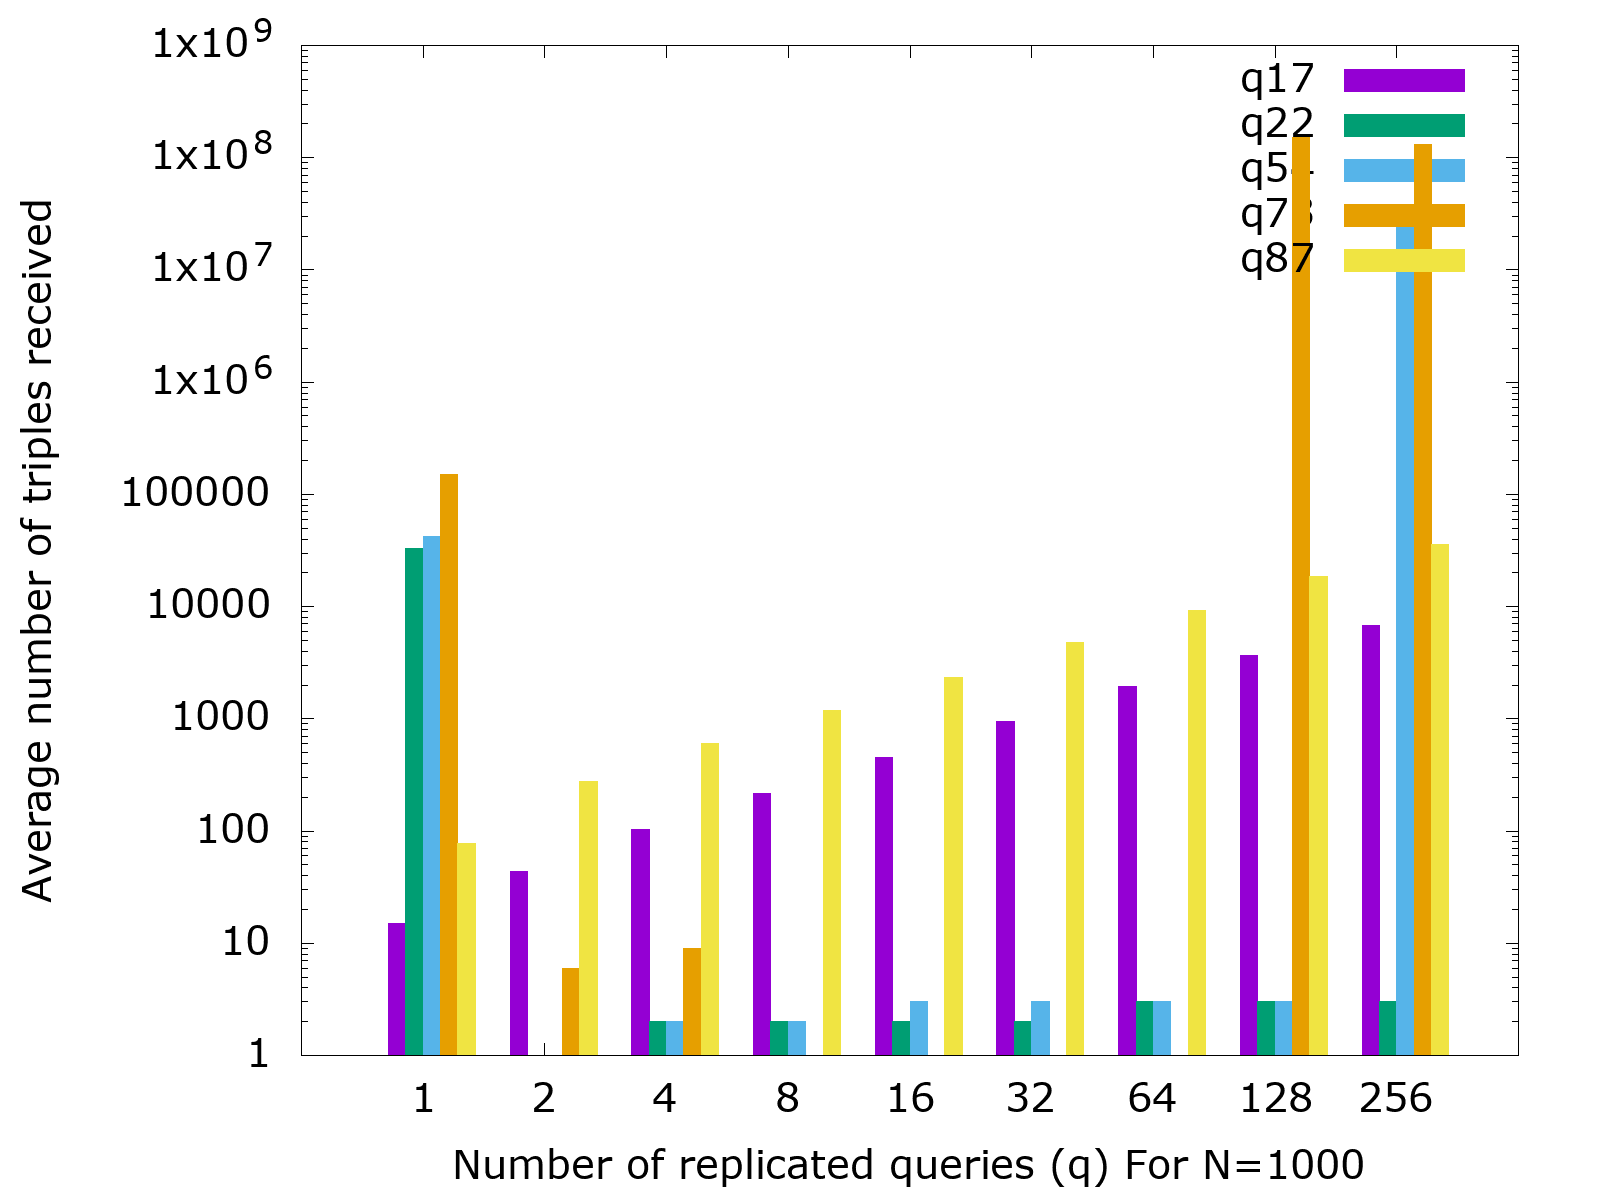 1x10^9
1x10^8
1x10^7
1x10^6
100000
10000
1000
100
10
1
Average number of triples received
q17
q22
q54
q87
1 2 4 8 16 32 64 128 256
Number of replicated queries (q) For N=1000